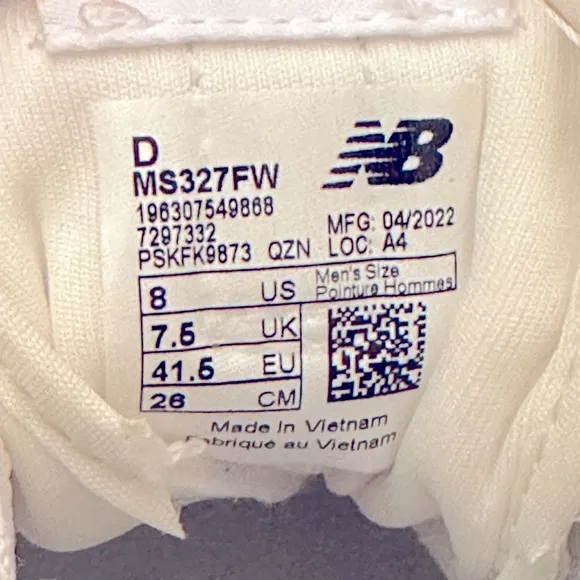 D
NB
MS327FW
196307549868
7297332
MFG: 04/2022
PSKFK9873 QZN
LOC: A4
8 US
Men's Size
Pointure Hommes
7.5 UK
41.5 EU
26 CM
Made In Vietnam
Fabriqué au Vietnam